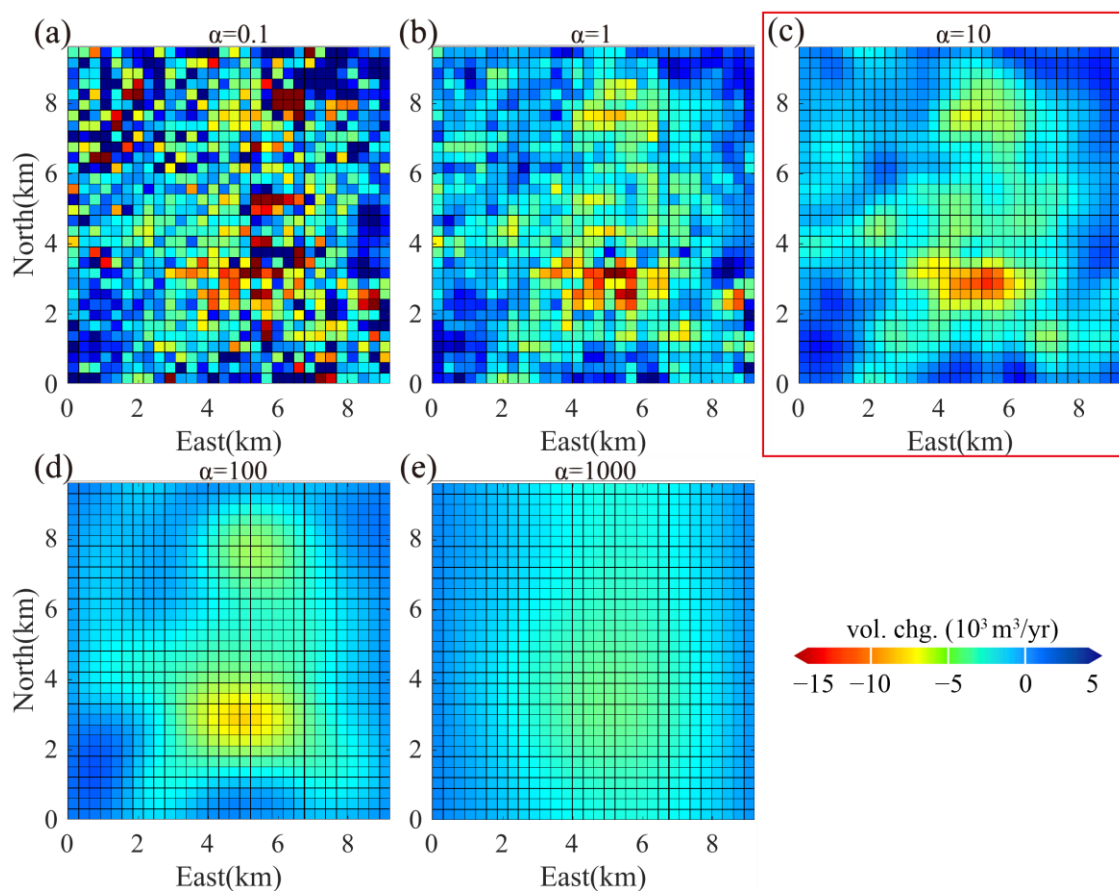 (a) α=0.1
(b) α=1
(c) α=10
8
6
4
2
0
North(km)
0 2 4 6 8
East(km)
0 2 4 6 8
East(km)
0 2 4 6 8
East(km)
(d) α=100
(e) α=1000
8
6
4
2
0
North(km)
0 2 4 6 8
East(km)
0 2 4 6 8
East(km)
vol. chg. (10³ m³/yr)
−15 −10 −5 0 5